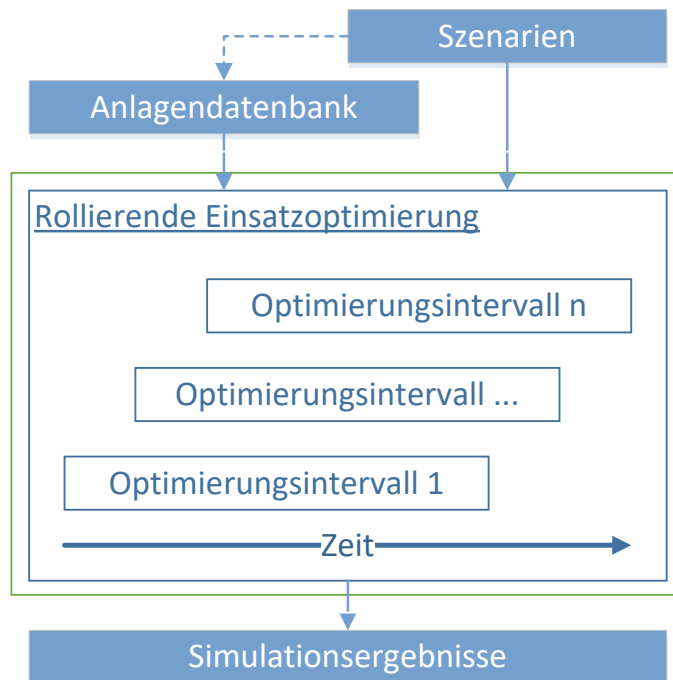 Szenarien
Anlagendatenbank
Rollierende Einsatzoptimierung
Optimierungsintervall n
Optimierungsintervall ...
Optimierungsintervall 1
Zeit
Simulationsergebnisse